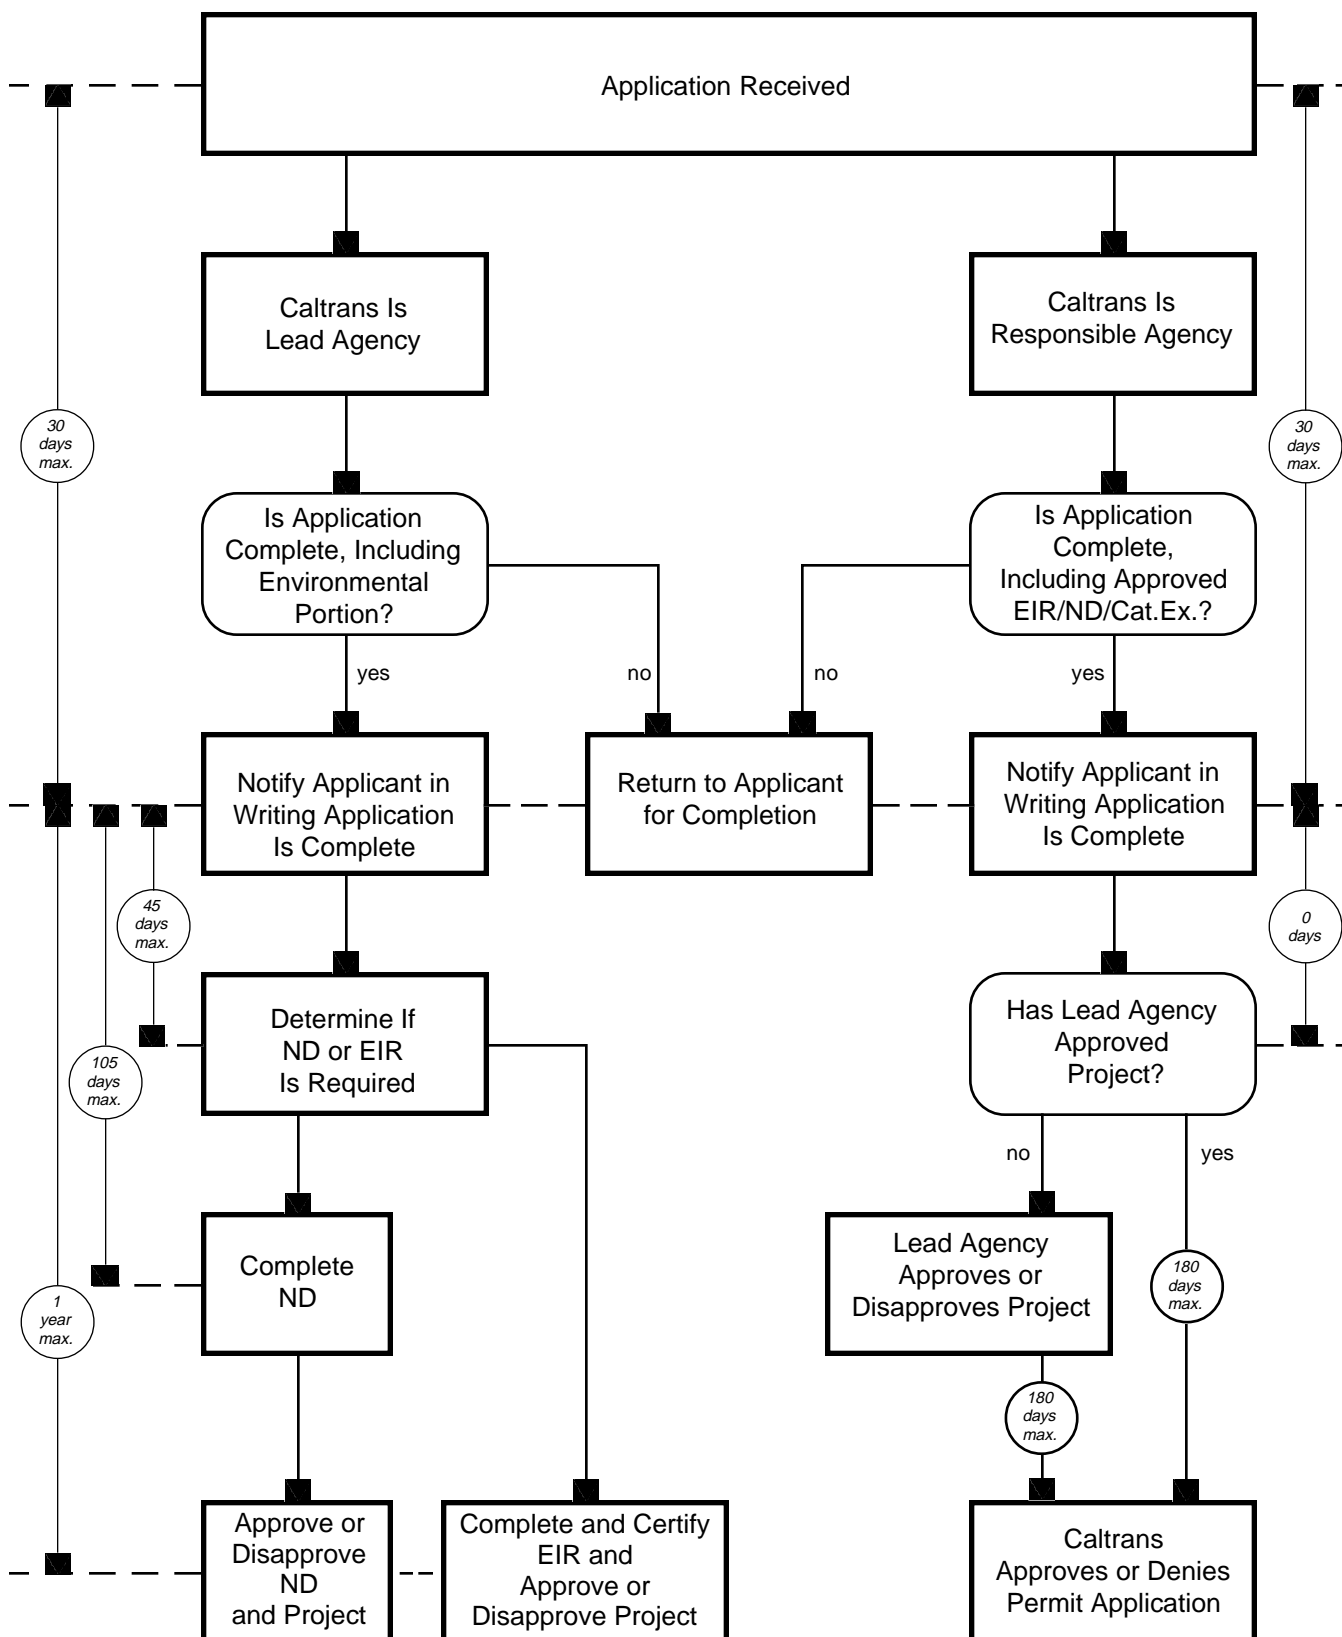 Application Received
Caltrans Is
Lead Agency
Caltrans Is
Responsible Agency
30
days
max.
30
days
max.
Is Application
Complete, Including
Environmental
Portion?
Is Application
Complete,
Including Approved
EIR/ND/Cat.Ex.?
yes
no
no
yes
Notify Applicant in
Writing Application
Is Complete
Return to Applicant
for Completion
Notify Applicant in
Writing Application
Is Complete
45
days
max.
0
days
Determine If
ND or EIR
Is Required
Has Lead Agency
Approved
Project?
105
days
max.
no
yes
Complete
ND
Lead Agency
Approves or
Disapproves Project
180
days
max.
1
year
max.
180
days
max.
Approve or
Disapprove
ND
and Project
Complete and Certify
EIR and
Approve or
Disapprove Project
Caltrans
Approves or Denies
Permit Application